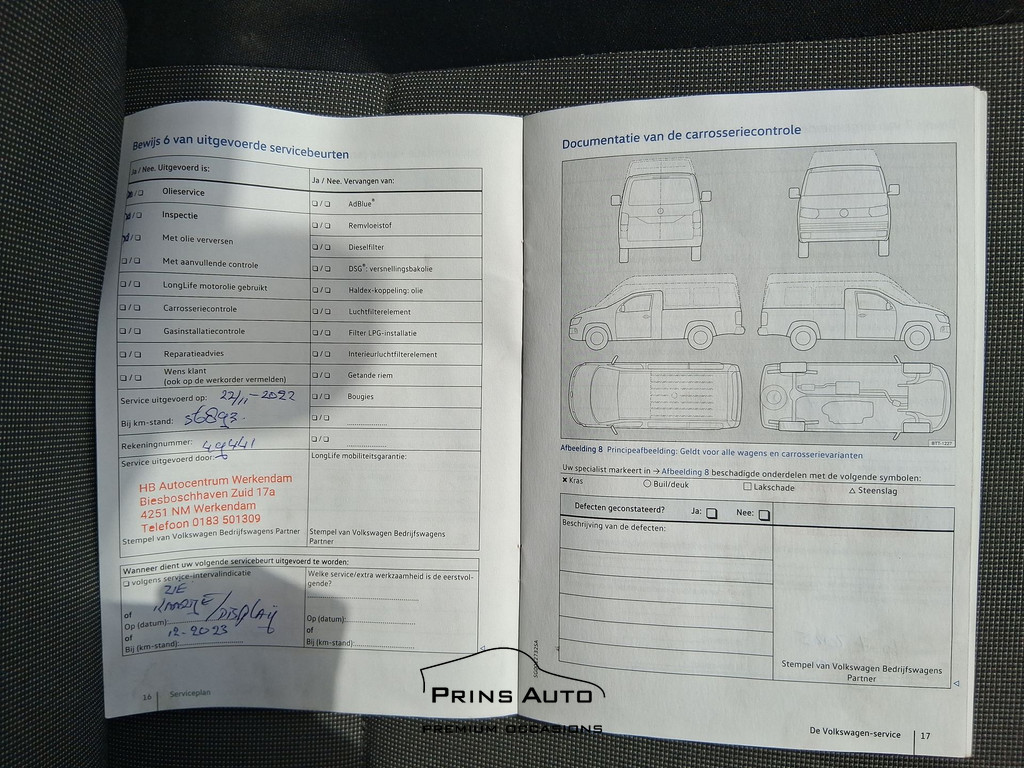 Bewijs 6 van uitgevoerde servicebeurten
Ja / Nee. Uitgevoerd is:
Olieservice
Inspectie
Met olie verversen
Met aanvullende controle
LongLife motorolie gebruikt
Carrosseriecontrole
Gasinstallatiecontrole
Reparatieadvies
Wens klant
(ook op de werkorder vermelden)
Service uitgevoerd op: 22/11-2022
Bij km-stand: 56893
Rekeningnummer: 49441
Service uitgevoerd door:
HB Autocentrum Werkendam
Biesboschhaven Zuid 17a
4251 NM Werkendam
Telefoon 0183 501309
Stempel van Volkswagen Bedrijfswagens Partner
Ja / Nee. Vervangen van:
AdBlue®
Remvloeistof
Dieselfilter
DSG®: versnellingsbakolie
Haldex-koppeling: olie
Luchtfilterelement
Filter LPG-installatie
Interieurluchtfilterelement
Getande riem
Bougies
LongLife mobiliteitsgarantie:
Stempel van Volkswagen Bedrijfswagens
Partner
Wanneer dient uw volgende servicebeurt uitgevoerd te worden:
volgens service-intervalindicatie
ZIE
KAARTJE/DISPLAY
of
Op (datum):
12-2023
of
Bij (km-stand):
Welke service/extra werkzaamheid is de eerstvol-
gende?
Op (datum):
of
Bij (km-stand):
16 Serviceplan
Documentatie van de carrosseriecontrole
BTT-1227
Afbeelding 8 Principeafbeelding: Geldt voor alle wagens en carrosserievarianten
Uw specialist markeert in → Afbeelding 8 beschadigde onderdelen met de volgende symbolen:
× Kras ○ Buil/deuk □ Lakschade △ Steenslag
Defecten geconstateerd? Ja: □ Nee: □
Beschrijving van de defecten:
Stempel van Volkswagen Bedrijfswagens
Partner
De Volkswagen-service 17
PRINS AUTO
PREMIUM OCCASIONS